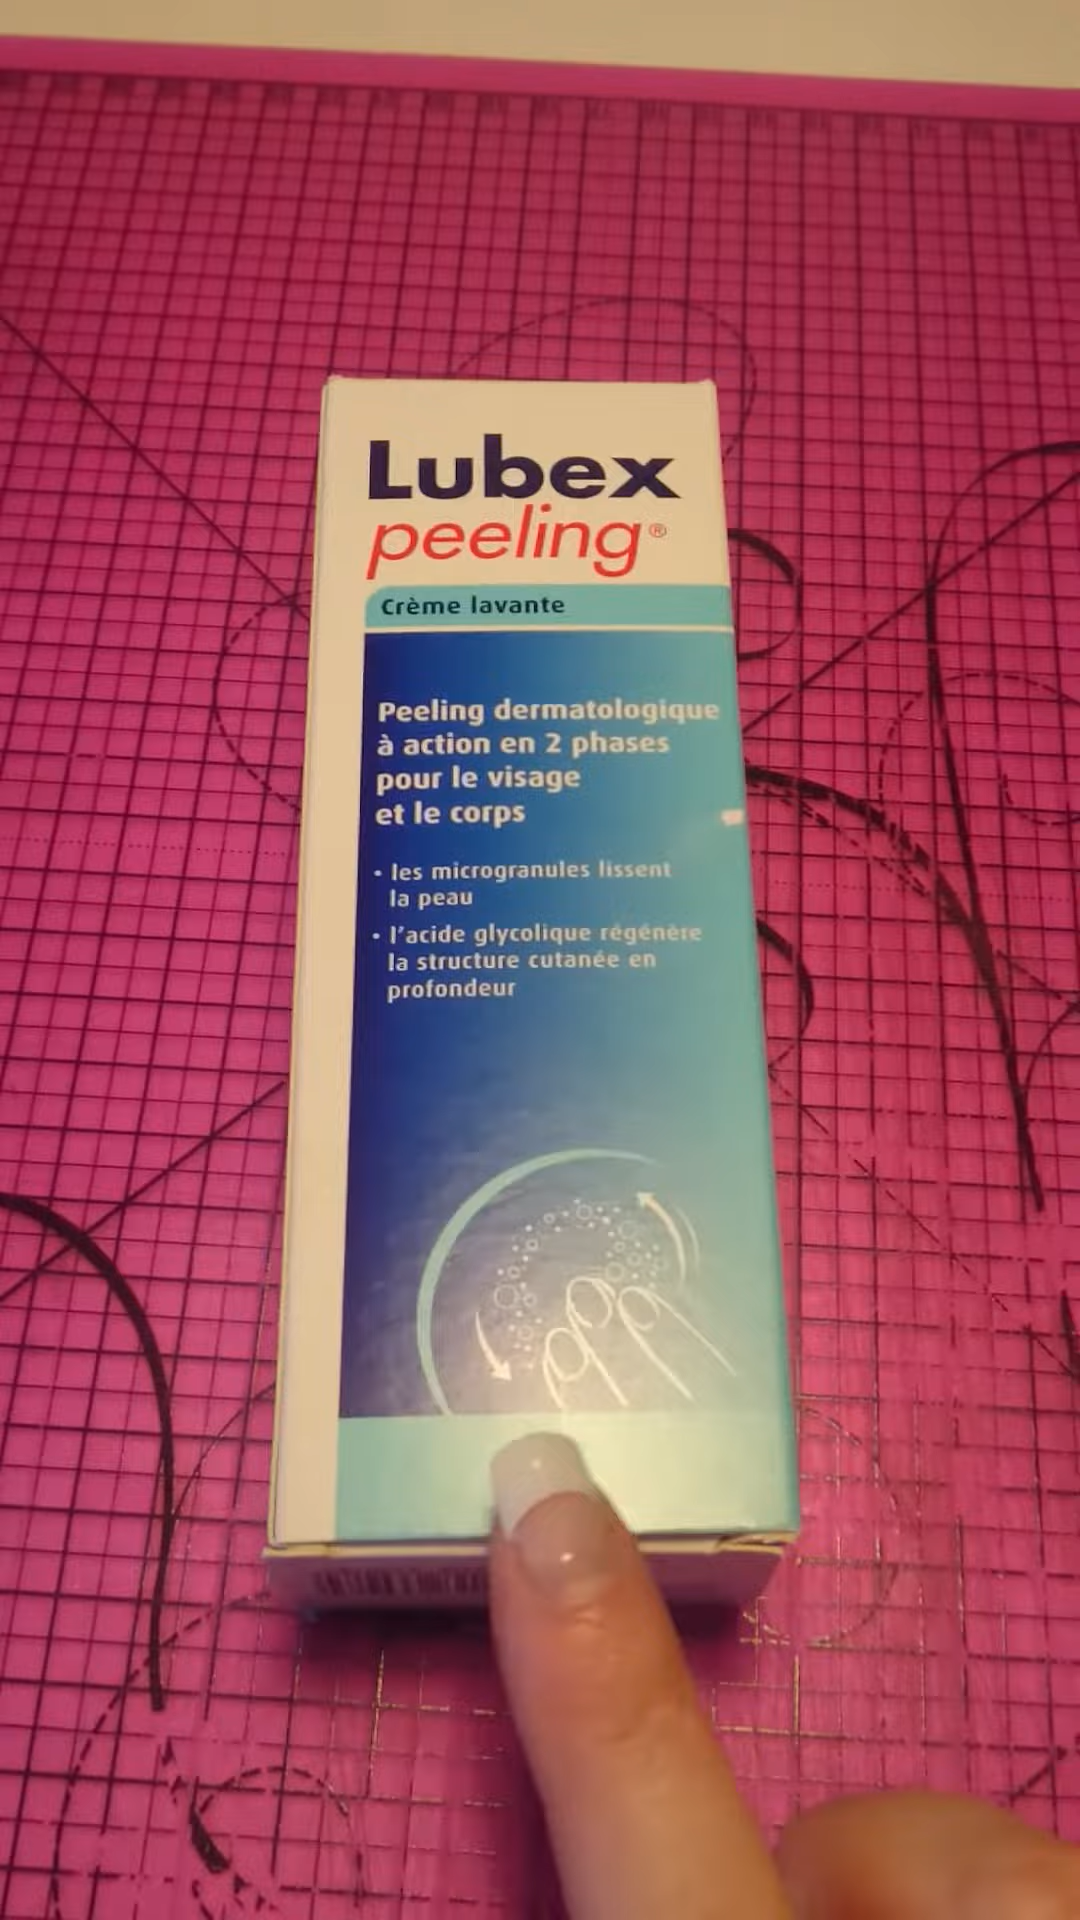 Lubex
peeling®
Crème lavante
Peeling dermatologique
à action en 2 phases
pour le visage
et le corps
• les microgranules lissent
la peau
• l'acide glycolique régénère
la structure cutanée en
profondeur